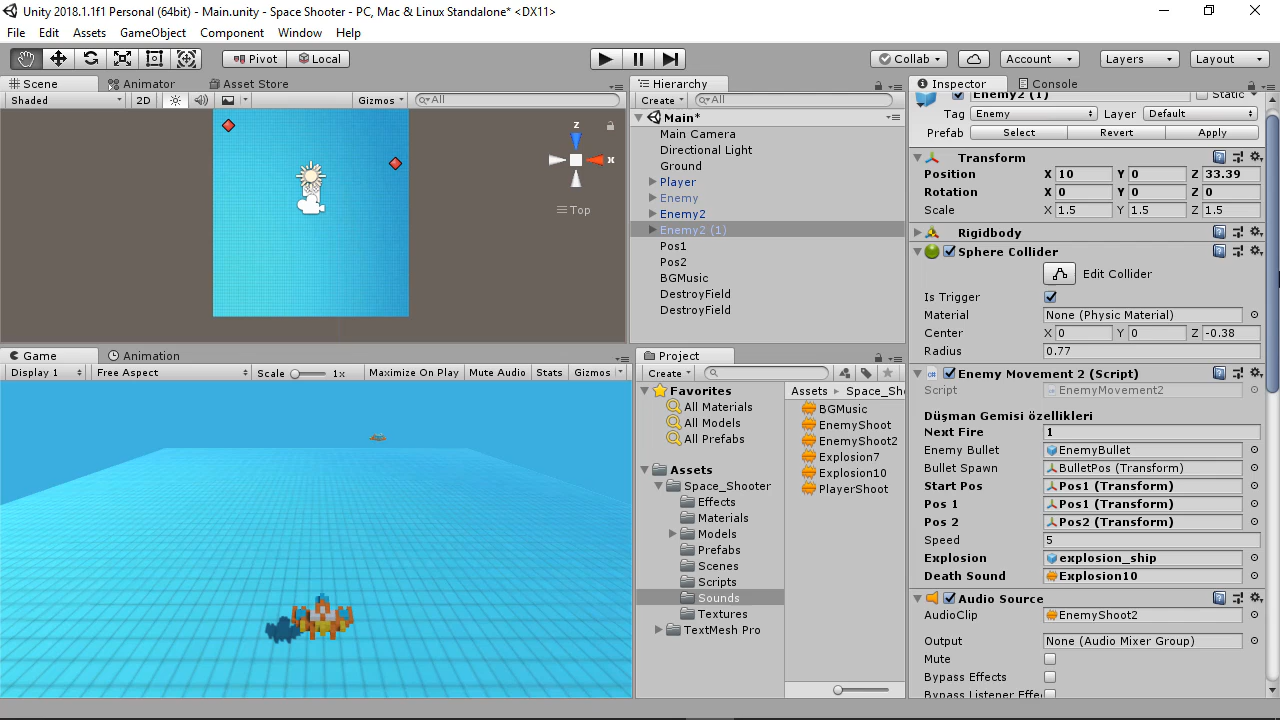 Unity 2018.1.1f1 Personal (64bit) - Main.unity - Space Shooter - PC, Mac & Linux Standalone* <DX11>
File Edit Assets GameObject Component Window Help
Pivot Local Collab Account Layers Layout
Scene Animator Asset Store
Shaded 2D Gizmos All
z
x
Top
Hierarchy
Create All
Main*
Main Camera
Directional Light
Ground
Player
Enemy
Enemy2
Enemy2 (1)
Pos1
Pos2
BGMusic
DestroyField
DestroyField
Game Animation
Display 1 Free Aspect Scale 1x Maximize On Play Mute Audio Stats Gizmos
Project
Create
Favorites
All Materials
All Models
All Prefabs
Assets
Space_Shooter
Effects
Materials
Models
Prefabs
Scenes
Scripts
Sounds
Textures
TextMesh Pro
Assets Space_Sho
BGMusic
EnemyShoot
EnemyShoot2
Explosion7
Explosion10
PlayerShoot
Inspector Console
Enemy2 (1) Static
Tag Enemy Layer Default
Prefab Select Revert Apply
Transform
Position X 10 Y 0 Z 33.39
Rotation X 0 Y 0 Z 0
Scale X 1.5 Y 1.5 Z 1.5
Rigidbody
Sphere Collider
Edit Collider
Is Trigger
Material None (Physic Material)
Center X 0 Y 0 Z -0.38
Radius 0.77
Enemy Movement 2 (Script)
Script EnemyMovement2
Düşman Gemisi özellikleri
Next Fire 1
Enemy Bullet EnemyBullet
Bullet Spawn BulletPos (Transform)
Start Pos Pos1 (Transform)
Pos 1 Pos1 (Transform)
Pos 2 Pos2 (Transform)
Speed 5
Explosion explosion_ship
Death Sound Explosion10
Audio Source
AudioClip EnemyShoot2
Output None (Audio Mixer Group)
Mute
Bypass Effects
Bypass Listener Effe